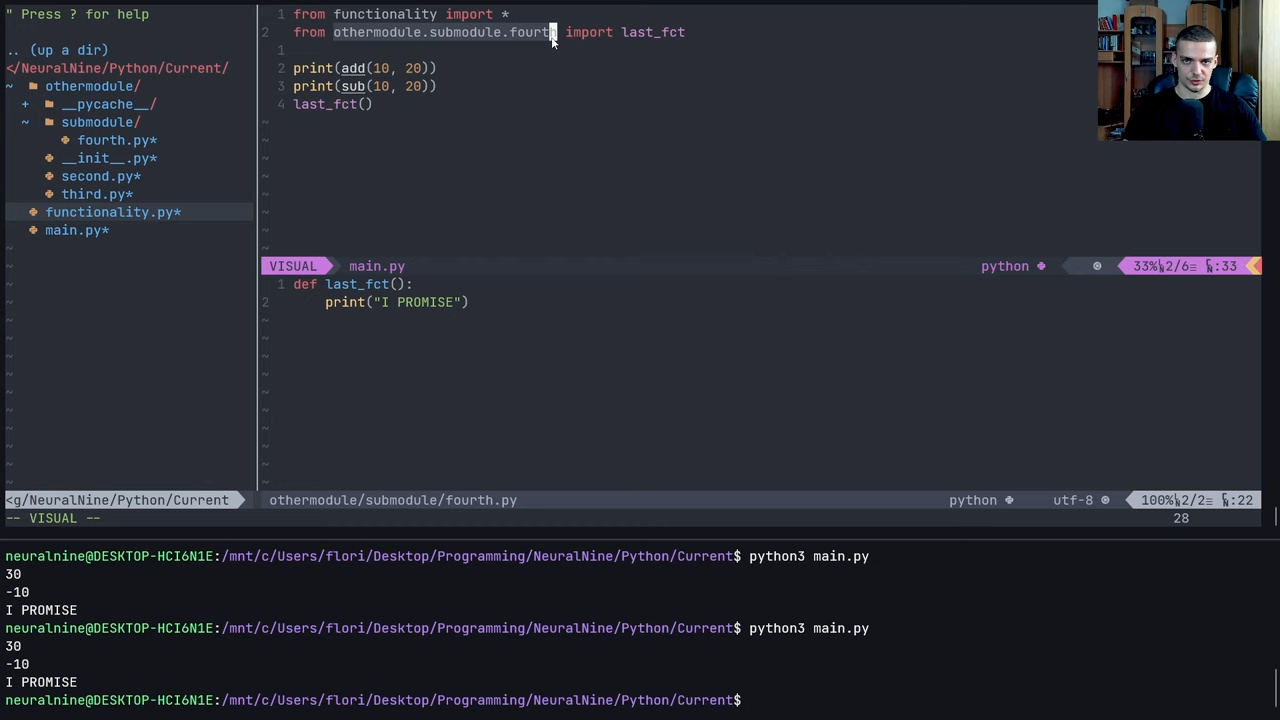 " Press ? for help
.. (up a dir)
</NeuralNine/Python/Current/
~ othermodule/
+ __pycache__/
~ submodule/
fourth.py*
__init__.py*
second.py*
third.py*
functionality.py*
main.py*
<g/NeuralNine/Python/Current
1 from functionality import *
2 from othermodule.submodule.fourth import last_fct
1
2 print(add(10, 20))
3 print(sub(10, 20))
4 last_fct()
VISUAL main.py python 33% 2/6 :33
1 def last_fct():
2 print("I PROMISE")
othermodule/submodule/fourth.py python utf-8 100% 2/2 :22
-- VISUAL -- 28
neuralnine@DESKTOP-HCI6N1E:/mnt/c/Users/flori/Desktop/Programming/NeuralNine/Python/Current$ python3 main.py
30
-10
I PROMISE
neuralnine@DESKTOP-HCI6N1E:/mnt/c/Users/flori/Desktop/Programming/NeuralNine/Python/Current$ python3 main.py
30
-10
I PROMISE
neuralnine@DESKTOP-HCI6N1E:/mnt/c/Users/flori/Desktop/Programming/NeuralNine/Python/Current$